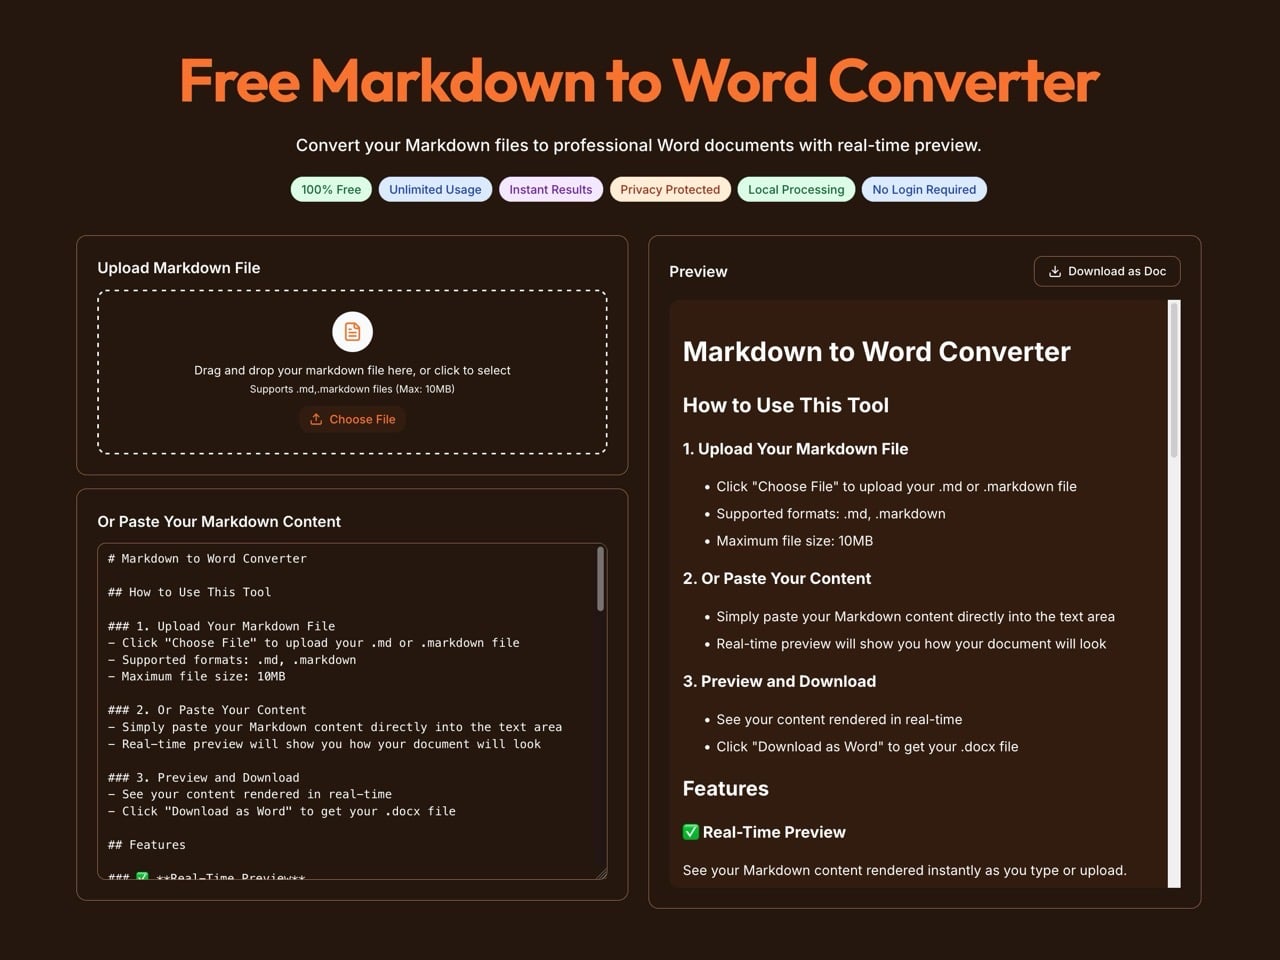 Free Markdown to Word Converter
Convert your Markdown files to professional Word documents with real-time preview.
100% Free
Unlimited Usage
Instant Results
Privacy Protected
Local Processing
No Login Required
Upload Markdown File
Drag and drop your markdown file here, or click to select
Supports .md,.markdown files (Max: 10MB)
Choose File
Or Paste Your Markdown Content
# Markdown to Word Converter
## How to Use This Tool
### 1. Upload Your Markdown File
- Click "Choose File" to upload your .md or .markdown file
- Supported formats: .md, .markdown
- Maximum file size: 10MB
### 2. Or Paste Your Content
- Simply paste your Markdown content directly into the text area
- Real-time preview will show you how your document will look
### 3. Preview and Download
- See your content rendered in real-time
- Click "Download as Word" to get your .docx file
## Features
### ✅ **Real-Time Preview**
Preview
Download as Doc
Markdown to Word Converter
How to Use This Tool
1. Upload Your Markdown File
• Click "Choose File" to upload your .md or .markdown file
• Supported formats: .md, .markdown
• Maximum file size: 10MB
2. Or Paste Your Content
• Simply paste your Markdown content directly into the text area
• Real-time preview will show you how your document will look
3. Preview and Download
• See your content rendered in real-time
• Click "Download as Word" to get your .docx file
Features
✅ Real-Time Preview
See your Markdown content rendered instantly as you type or upload.